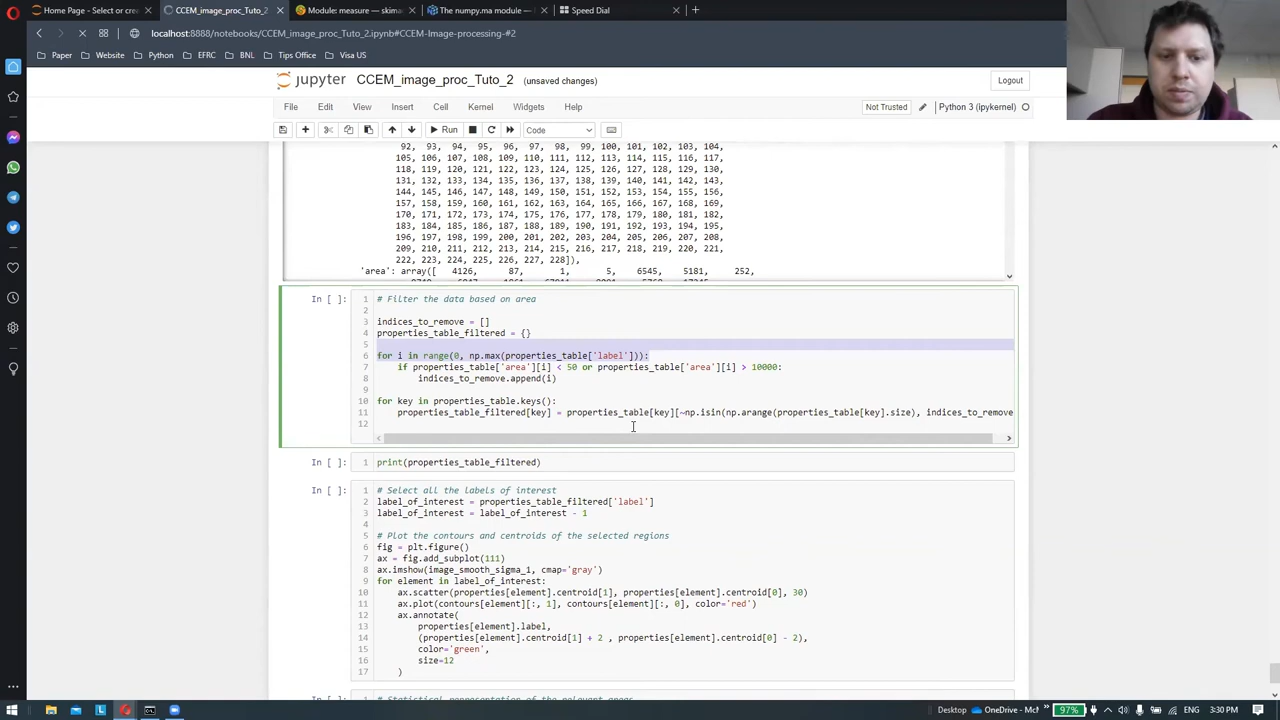 Home Page - Select or cre
CCEM_image_proc_Tuto_2
Module: measure — skima
The numpy.ma module —
Speed Dial
localhost:8888/notebooks/CCEM_image_proc_Tuto_2.ipynb#CCEM-Image-processing-#2
Paper Website Python EFRC BNL Tips Office Visa US
jupyter CCEM_image_proc_Tuto_2 (unsaved changes) Logout
File Edit View Insert Cell Kernel Widgets Help Not Trusted Python 3 (ipykernel)
Run Code
92, 93, 94, 95, 96, 97, 98, 99, 100, 101, 102, 103, 104,
105, 106, 107, 108, 109, 110, 111, 112, 113, 114, 115, 116, 117,
118, 119, 120, 121, 122, 123, 124, 125, 126, 127, 128, 129, 130,
131, 132, 133, 134, 135, 136, 137, 138, 139, 140, 141, 142, 143,
144, 145, 146, 147, 148, 149, 150, 151, 152, 153, 154, 155, 156,
157, 158, 159, 160, 161, 162, 163, 164, 165, 166, 167, 168, 169,
170, 171, 172, 173, 174, 175, 176, 177, 178, 179, 180, 181, 182,
183, 184, 185, 186, 187, 188, 189, 190, 191, 192, 193, 194, 195,
196, 197, 198, 199, 200, 201, 202, 203, 204, 205, 206, 207, 208,
209, 210, 211, 212, 213, 214, 215, 216, 217, 218, 219, 220, 221,
222, 223, 224, 225, 226, 227, 228]),
'area': array([ 4126, 87, 1, 5, 6545, 5181, 252,
In [ ]: 1 # Filter the data based on area
2
3 indices_to_remove = []
4 properties_table_filtered = {}
5
6 for i in range(0, np.max(properties_table['label'])):
7 if properties_table['area'][i] < 50 or properties_table['area'][i] > 10000:
8 indices_to_remove.append(i)
9
10 for key in properties_table.keys():
11 properties_table_filtered[key] = properties_table[key][~np.isin(np.arange(properties_table[key].size), indices_to_remove
12
In [ ]: 1 print(properties_table_filtered)
In [ ]: 1 # Select all the labels of interest
2 label_of_interest = properties_table_filtered['label']
3 label_of_interest = label_of_interest - 1
4
5 # Plot the contours and centroids of the selected regions
6 fig = plt.figure()
7 ax = fig.add_subplot(111)
8 ax.imshow(image_smooth_sigma_1, cmap='gray')
9 for element in label_of_interest:
10 ax.scatter(properties[element].centroid[1], properties[element].centroid[0], 30)
11 ax.plot(contours[element][:, 1], contours[element][:, 0], color='red')
12 ax.annotate(
13 properties[element].label,
14 (properties[element].centroid[1] + 2 , properties[element].centroid[0] - 2),
15 color='green',
16 size=12
17 )
Desktop OneDrive - McM 97% 3:30 PM